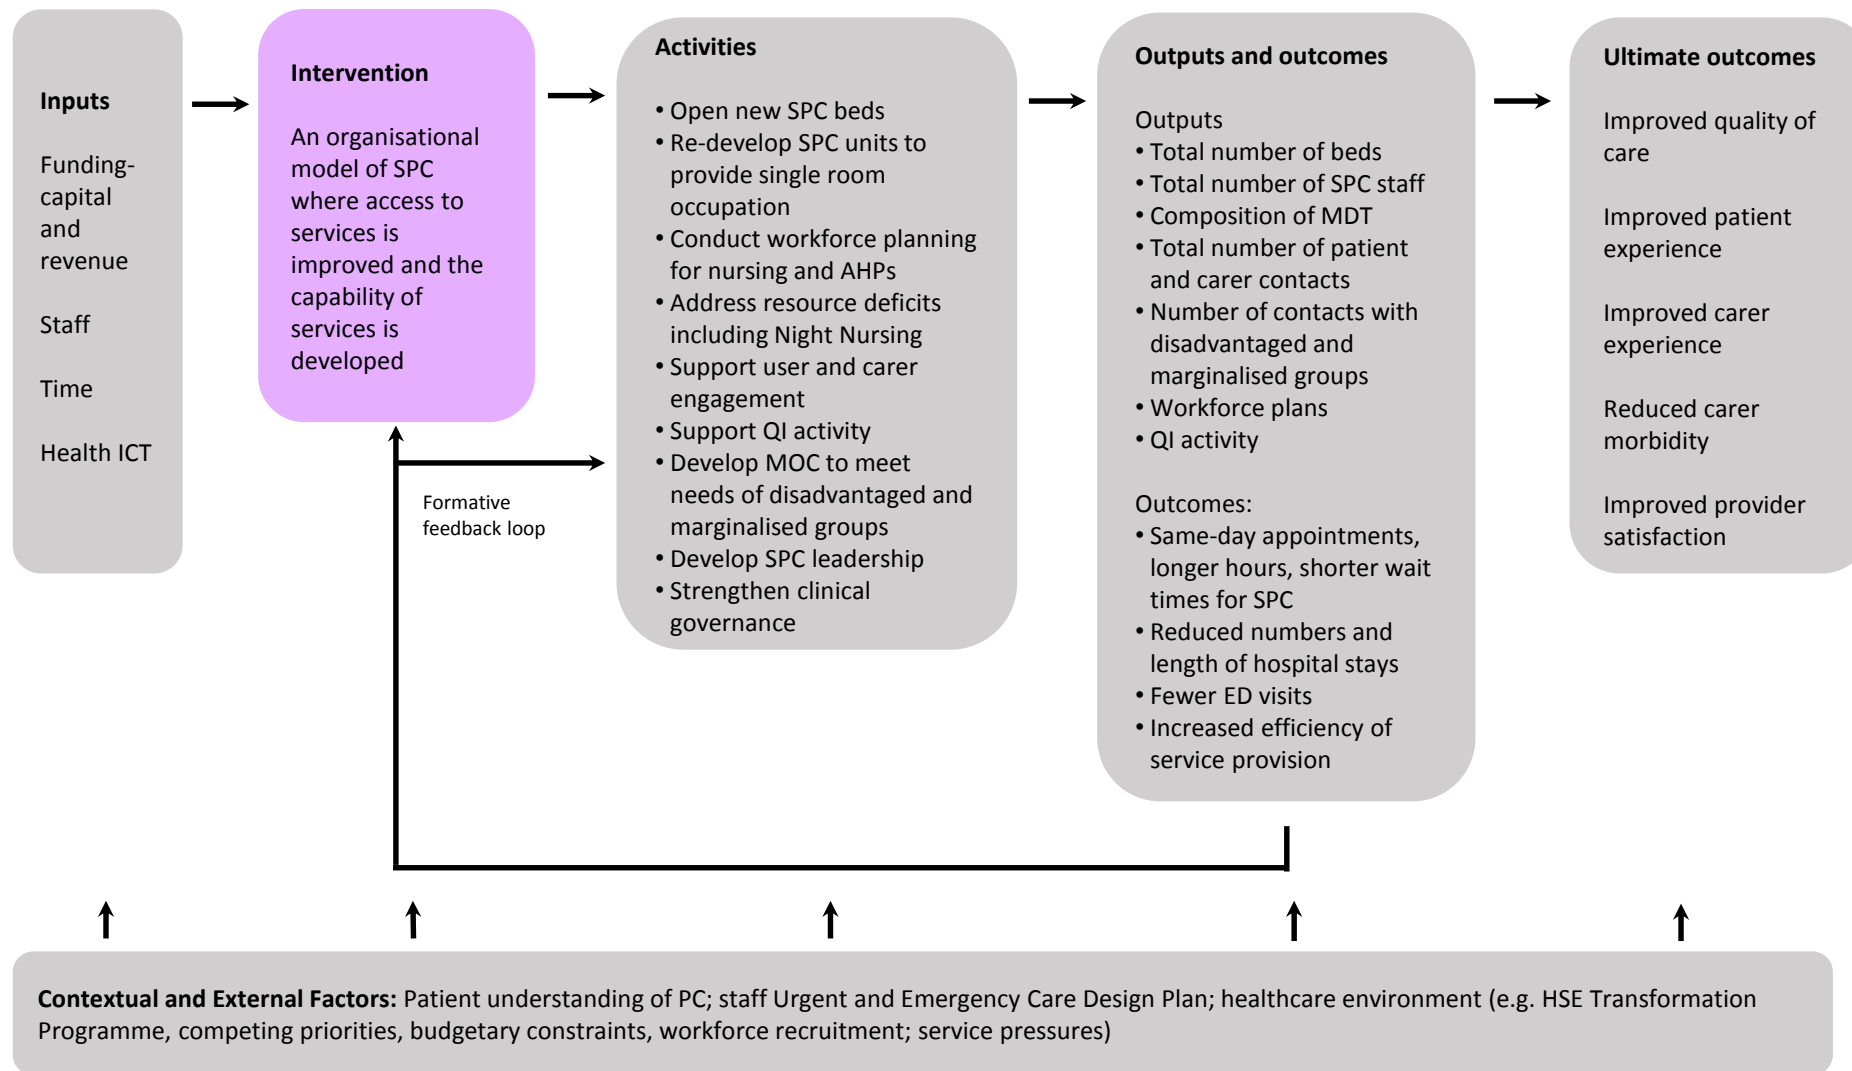 Inputs
Funding-
capital
and
revenue
Staff
Time
Health ICT
Intervention
An organisational
model of SPC
where access to
services is
improved and the
capability of
services is
developed
Formative
feedback loop
Activities
• Open new SPC beds
• Re-develop SPC units to
provide single room
occupation
• Conduct workforce planning
for nursing and AHPs
• Address resource deficits
including Night Nursing
• Support user and carer
engagement
• Support QI activity
• Develop MOC to meet
needs of disadvantaged and
marginalised groups
• Develop SPC leadership
• Strengthen clinical
governance
Outputs and outcomes
Outputs
• Total number of beds
• Total number of SPC staff
• Composition of MDT
• Total number of patient
and carer contacts
• Number of contacts with
disadvantaged and
marginalised groups
• Workforce plans
• QI activity
Outcomes:
• Same-day appointments,
longer hours, shorter wait
times for SPC
• Reduced numbers and
length of hospital stays
• Fewer ED visits
• Increased efficiency of
service provision
Ultimate outcomes
Improved quality of
care
Improved patient
experience
Improved carer
experience
Reduced carer
morbidity
Improved provider
satisfaction
Contextual and External Factors: Patient understanding of PC; staff Urgent and Emergency Care Design Plan; healthcare environment (e.g. HSE Transformation
Programme, competing priorities, budgetary constraints, workforce recruitment; service pressures)